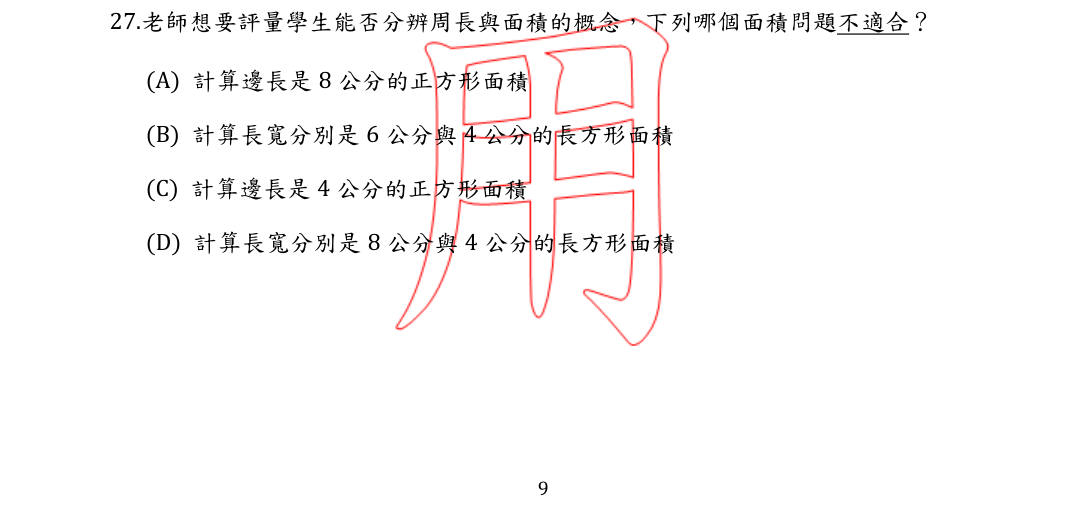 27.老師想要評量學生能否分辨周長與面積的概念，下列哪個面積問題不適合？
(A) 計算邊長是 8 公分的正方形面積
(B) 計算長寬分別是 6 公分與 4 公分的長方形面積
(C) 計算邊長是 4 公分的正方形面積
(D) 計算長寬分別是 8 公分與 4 公分的長方形面積
用
9